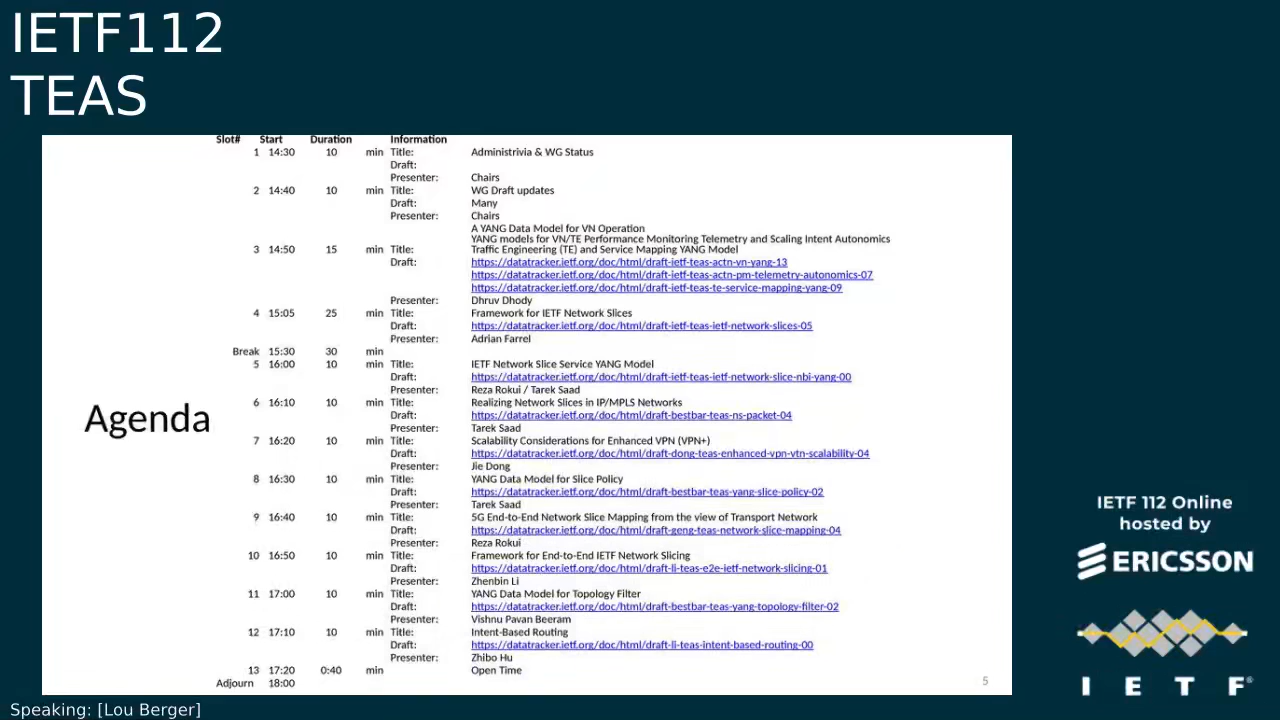 IETF112
TEAS
Slot# Start Duration Information
1 14:30 10 min Title: Administrivia & WG Status
Draft:
Presenter: Chairs
2 14:40 10 min Title: WG Draft updates
Draft: Many
Presenter: Chairs
A YANG Data Model for VN Operation
YANG models for VN/TE Performance Monitoring Telemetry and Scaling Intent Autonomics
3 14:50 15 min Title: Traffic Engineering (TE) and Service Mapping YANG Model
Draft: https://datatracker.ietf.org/doc/html/draft-ietf-teas-actn-vn-yang-13
https://datatracker.ietf.org/doc/html/draft-ietf-teas-actn-pm-telemetry-autonomics-07
https://datatracker.ietf.org/doc/html/draft-ietf-teas-te-service-mapping-yang-09
Presenter: Dhruv Dhody
4 15:05 25 min Title: Framework for IETF Network Slices
Draft: https://datatracker.ietf.org/doc/html/draft-ietf-teas-ietf-network-slices-05
Presenter: Adrian Farrel
Break 15:30 30 min
5 16:00 10 min Title: IETF Network Slice Service YANG Model
Draft: https://datatracker.ietf.org/doc/html/draft-ietf-teas-ietf-network-slice-nbi-yang-00
Presenter: Reza Rokui / Tarek Saad
6 16:10 10 min Title: Realizing Network Slices in IP/MPLS Networks
Draft: https://datatracker.ietf.org/doc/html/draft-bestbar-teas-ns-packet-04
Presenter: Tarek Saad
Agenda
7 16:20 10 min Title: Scalability Considerations for Enhanced VPN (VPN+)
Draft: https://datatracker.ietf.org/doc/html/draft-dong-teas-enhanced-vpn-vtn-scalability-04
Presenter: Jie Dong
8 16:30 10 min Title: YANG Data Model for Slice Policy
Draft: https://datatracker.ietf.org/doc/html/draft-bestbar-teas-yang-slice-policy-02
Presenter: Tarek Saad
9 16:40 10 min Title: 5G End-to-End Network Slice Mapping from the view of Transport Network
Draft: https://datatracker.ietf.org/doc/html/draft-geng-teas-network-slice-mapping-04
Presenter: Reza Rokui
10 16:50 10 min Title: Framework for End-to-End IETF Network Slicing
Draft: https://datatracker.ietf.org/doc/html/draft-li-teas-e2e-ietf-network-slicing-01
Presenter: Zhenbin Li
11 17:00 10 min Title: YANG Data Model for Topology Filter
Draft: https://datatracker.ietf.org/doc/html/draft-bestbar-teas-yang-topology-filter-02
Presenter: Vishnu Pavan Beeram
12 17:10 10 min Title: Intent-Based Routing
Draft: https://datatracker.ietf.org/doc/html/draft-li-teas-intent-based-routing-00
Presenter: Zhibo Hu
13 17:20 0:40 min Open Time
Adjourn 18:00
5
IETF 112 Online
hosted by
ERICSSON
I E T F®
Speaking: [Lou Berger]